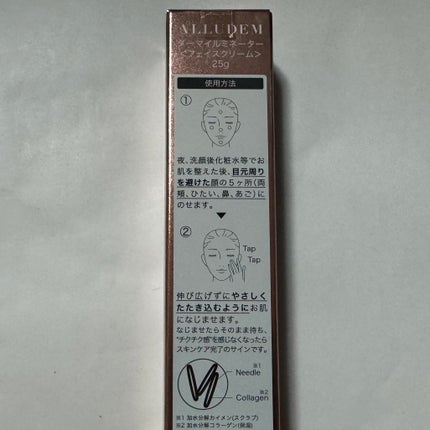 ALLUDEM
ダーマイルミネーター
<フェイスクリーム>
25g
使用方法
①
夜、洗顔後化粧水等でお
肌を整えた後、目元周り
を避けた顔の5ヶ所(両
頬、ひたい、鼻、あご)に
のせます。
②
Tap
Tap
伸び広げずにやさしく
たたき込むようにお肌
になじませます。
なじませたらそのまま待ち、
"チクチク感"を感じなくなったら
スキンケア完了のサインです。
※1
Needle
※2
Collagen
※1 加水分解カイメン(スクラブ)
※2 加水分解コラーゲン(保湿)